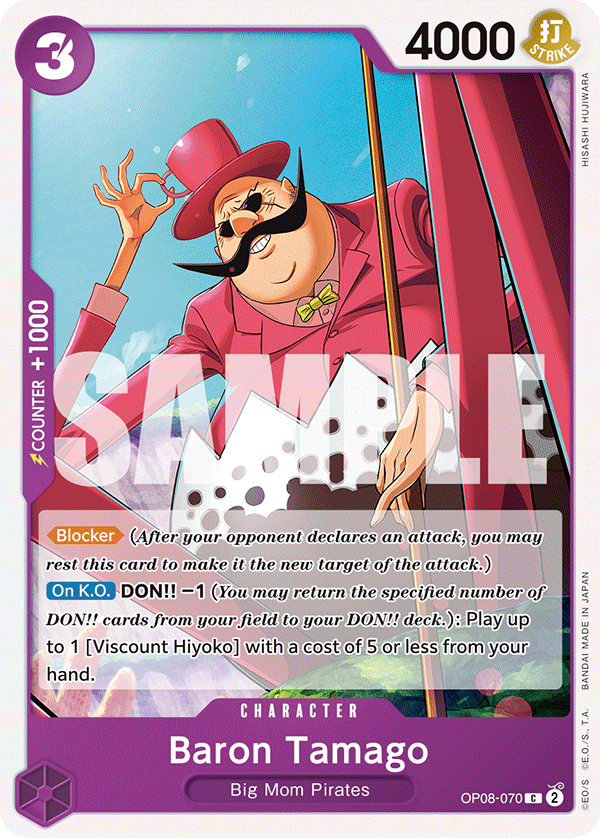 3
4000
打
STRIKE
HISASHI HUJIWARA
COUNTER +1000
SAMPLE
Blocker (After your opponent declares an attack, you may
rest this card to make it the new target of the attack.)
On K.O. DON!! −1 (You may return the specified number of
DON!! cards from your field to your DON!! deck.): Play up
to 1 [Viscount Hiyoko] with a cost of 5 or less from your
hand.
CHARACTER
Baron Tamago
Big Mom Pirates
OP08-070 C 2
©EO/S ©E.O./S., T.A. BANDAI MADE IN JAPAN